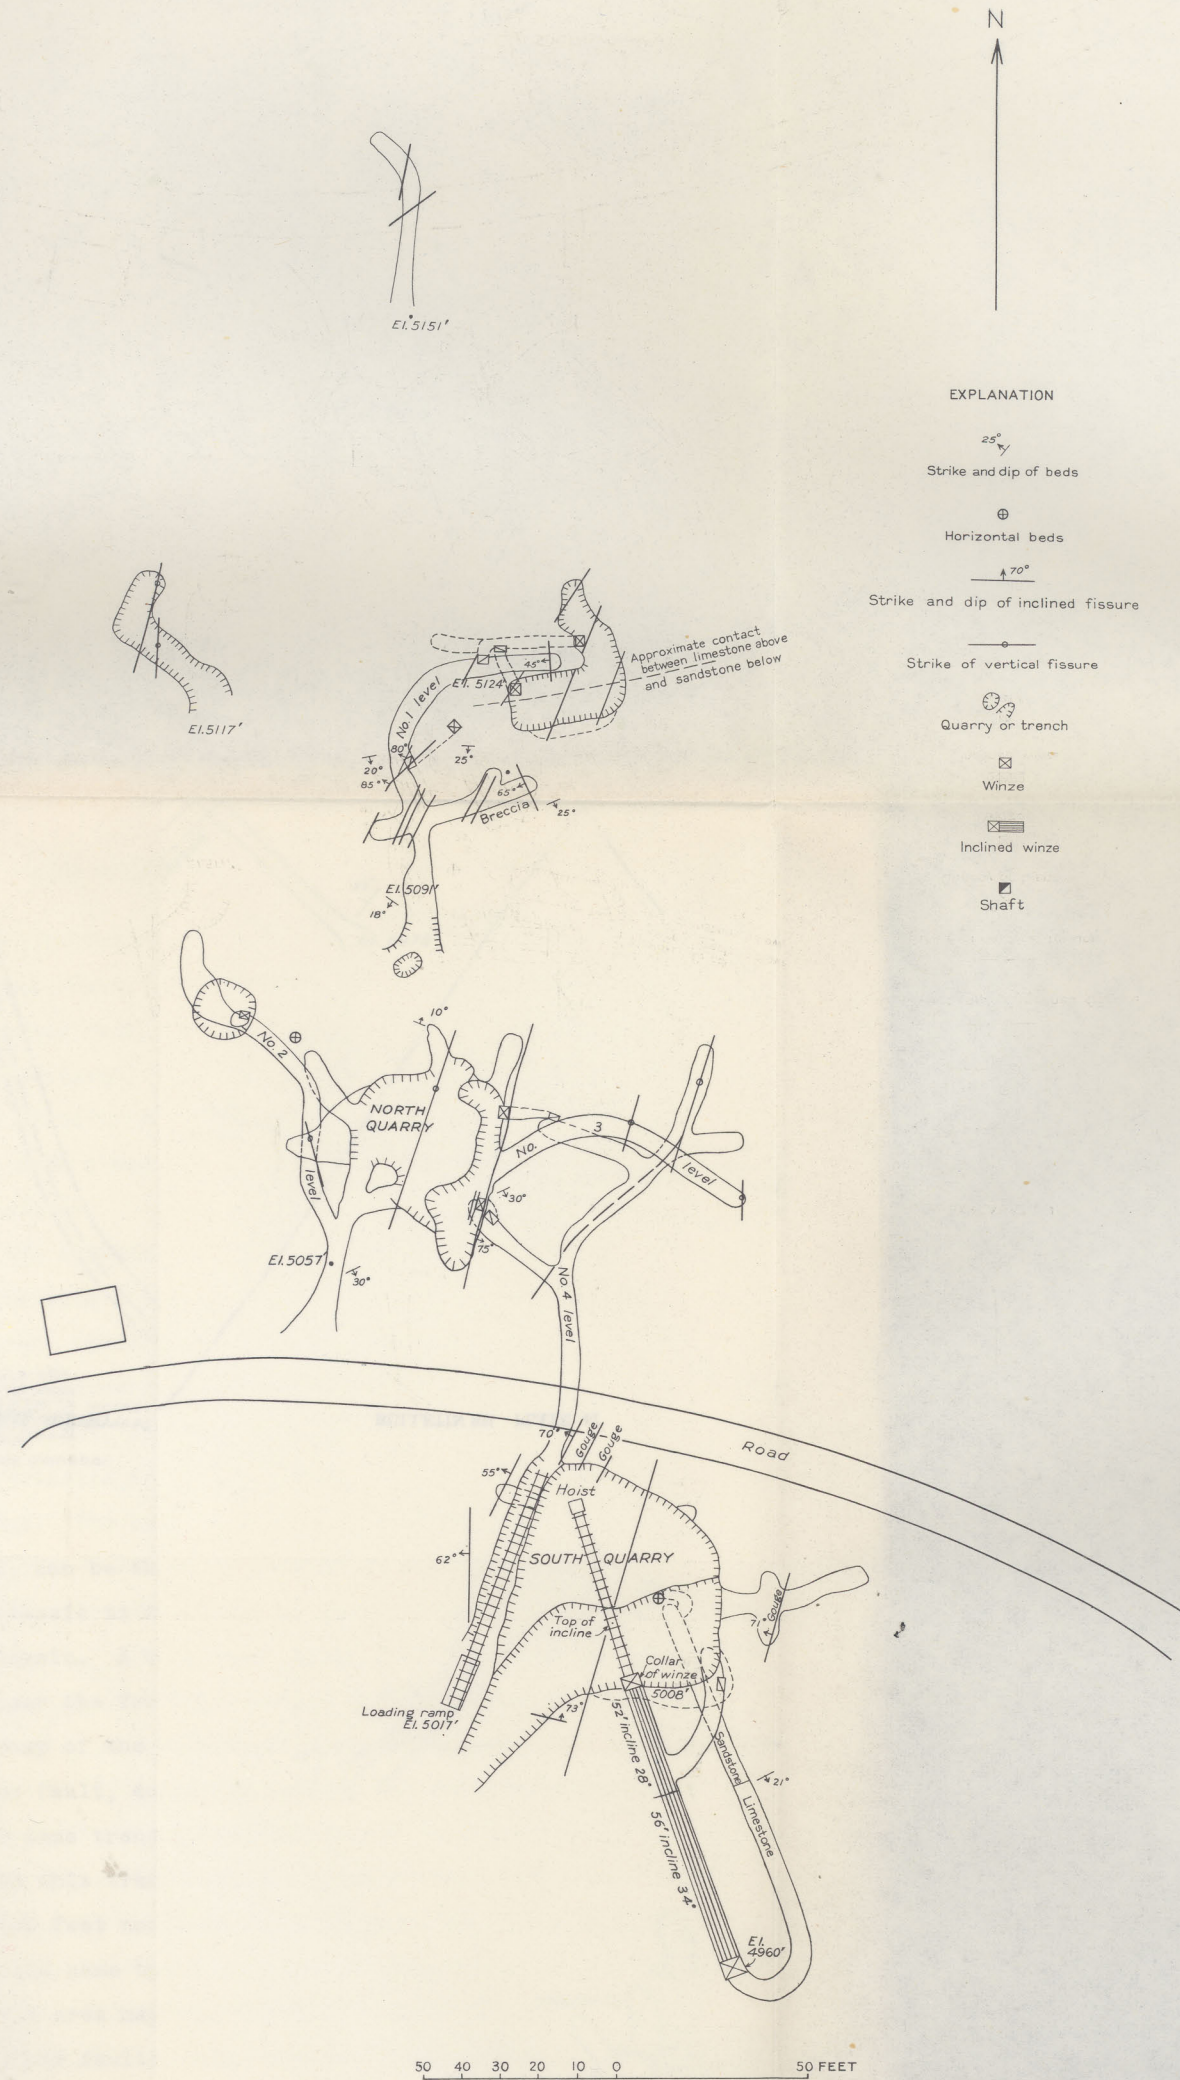 N
El. 5151'
EXPLANATION
25°
Strike and dip of beds
Horizontal beds
70°
Strike and dip of inclined fissure
Strike of vertical fissure
Quarry or trench
Winze
Inclined winze
Shaft
El. 5117'
Approximate contact
between limestone above
and sandstone below
45°
El. 5124'
No. 1 level
80°
20°
85°
25°
65°
Breccia
25°
El. 5091'
18°
10°
No. 2
level
NORTH
QUARRY
No. 3 level
30°
75°
El. 5057'
30°
No. 4 level
Road
70°
Gouge
Gouge
55°
Hoist
62°
SOUTH QUARRY
71°
Gouge
Top of
incline
Collar
of winze
5008'
Loading ramp
El. 5017'
73°
52' incline 28°
Sandstone
21°
Limestone
56' incline 34°
El.
4960'
50 40 30 20 10 0 50 FEET